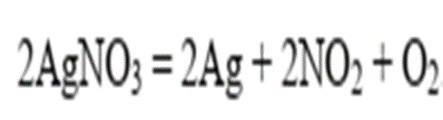 2AgNO₃ = 2Ag + 2NO₂ + O₂